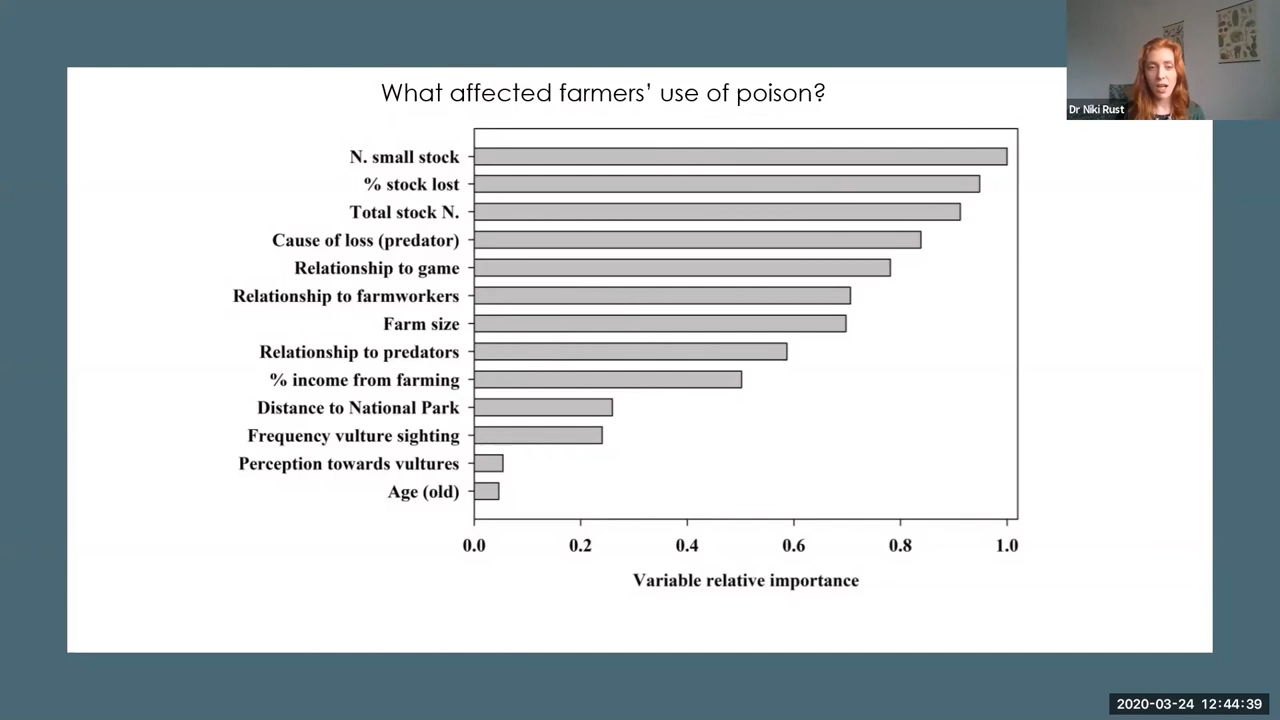 What affected farmers’ use of poison?
Dr Niki Rust
N. small stock
% stock lost
Total stock N.
Cause of loss (predator)
Relationship to game
Relationship to farmworkers
Farm size
Relationship to predators
% income from farming
Distance to National Park
Frequency vulture sighting
Perception towards vultures
Age (old)
0.0 0.2 0.4 0.6 0.8 1.0
Variable relative importance
2020-03-24 12:44:39